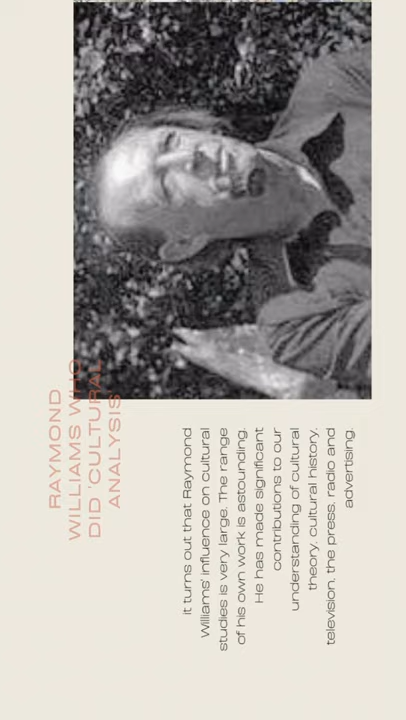 RAYMOND
WILLIAMS WHO
DID 'CULTURAL
ANALYSIS'
it turns out that Raymond
Williams' influence on cultural
studies is very large. The range
of his own work is astounding.
He has made significant
contributions to our
understanding of cultural
theory, cultural history,
television, the press, radio and
advertising.